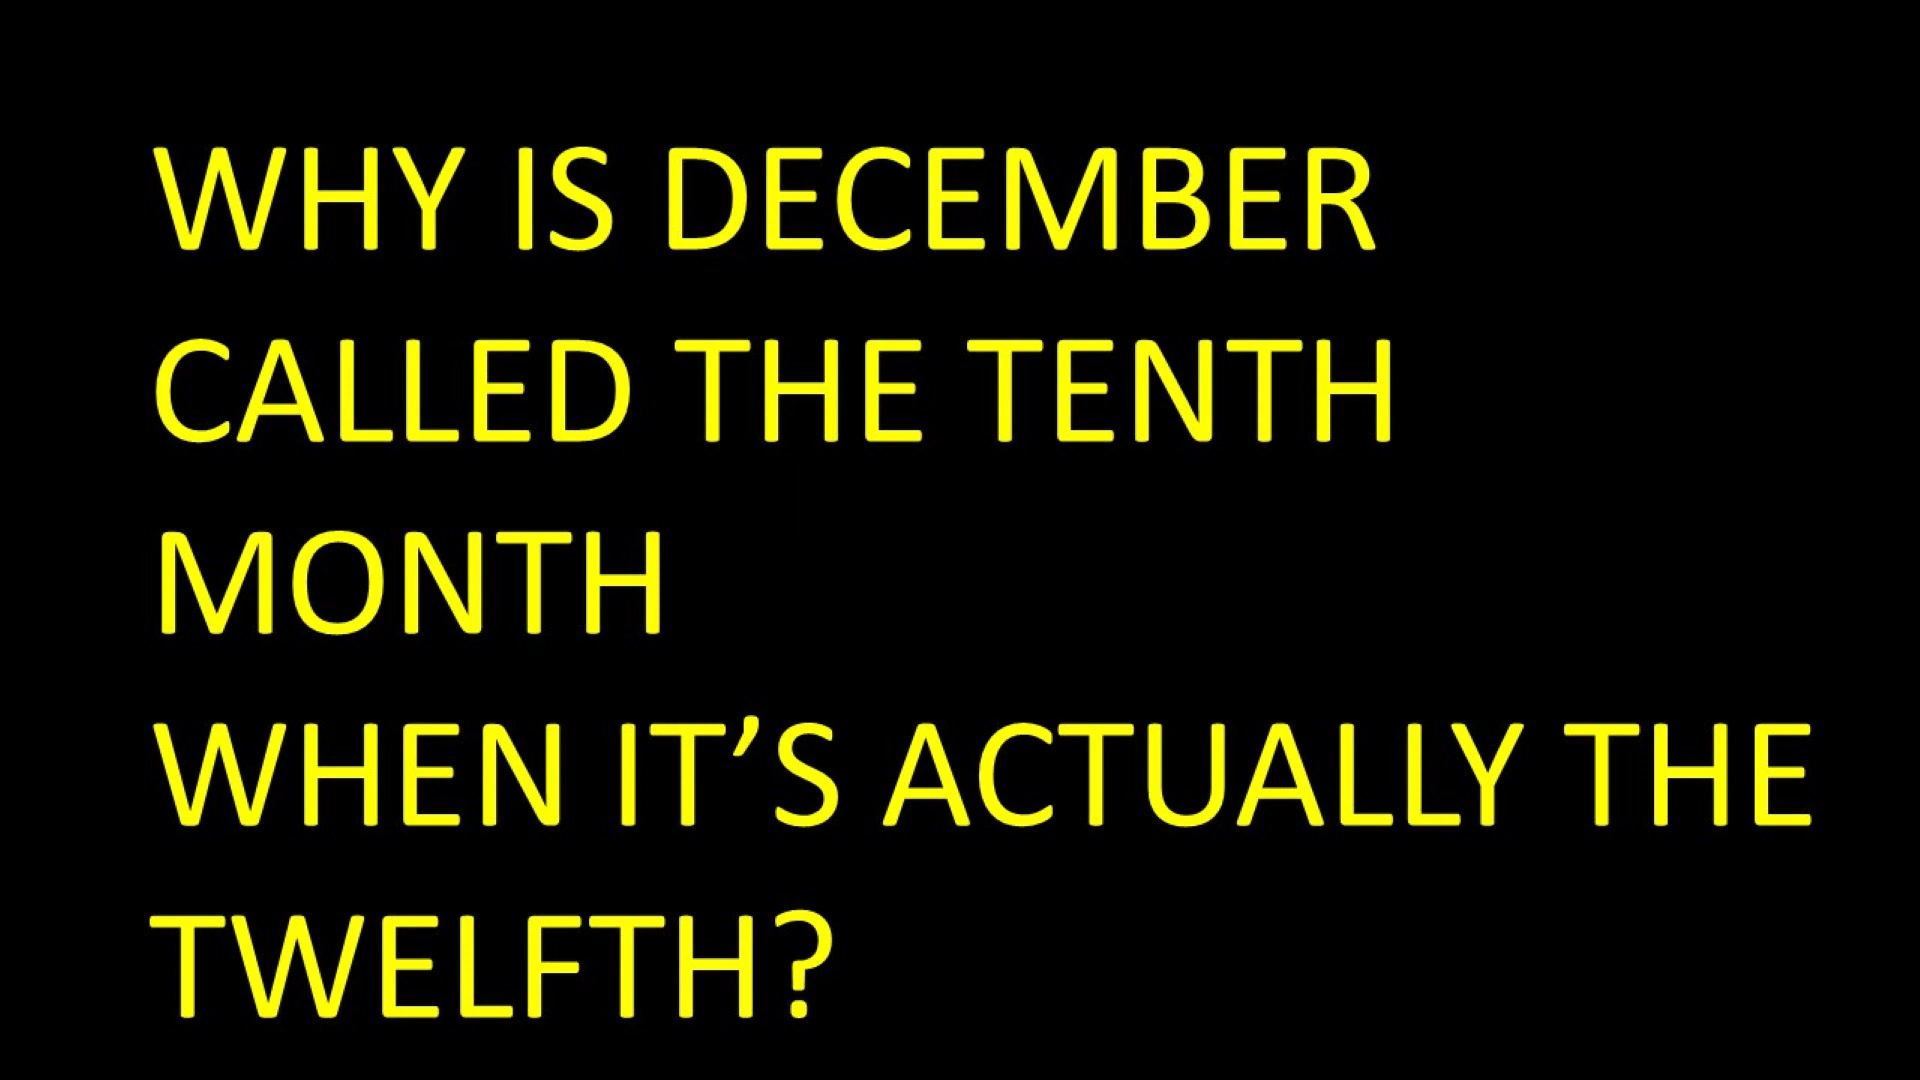 WHY IS DECEMBER
CALLED THE TENTH
MONTH
WHEN IT’S ACTUALLY THE
TWELFTH?